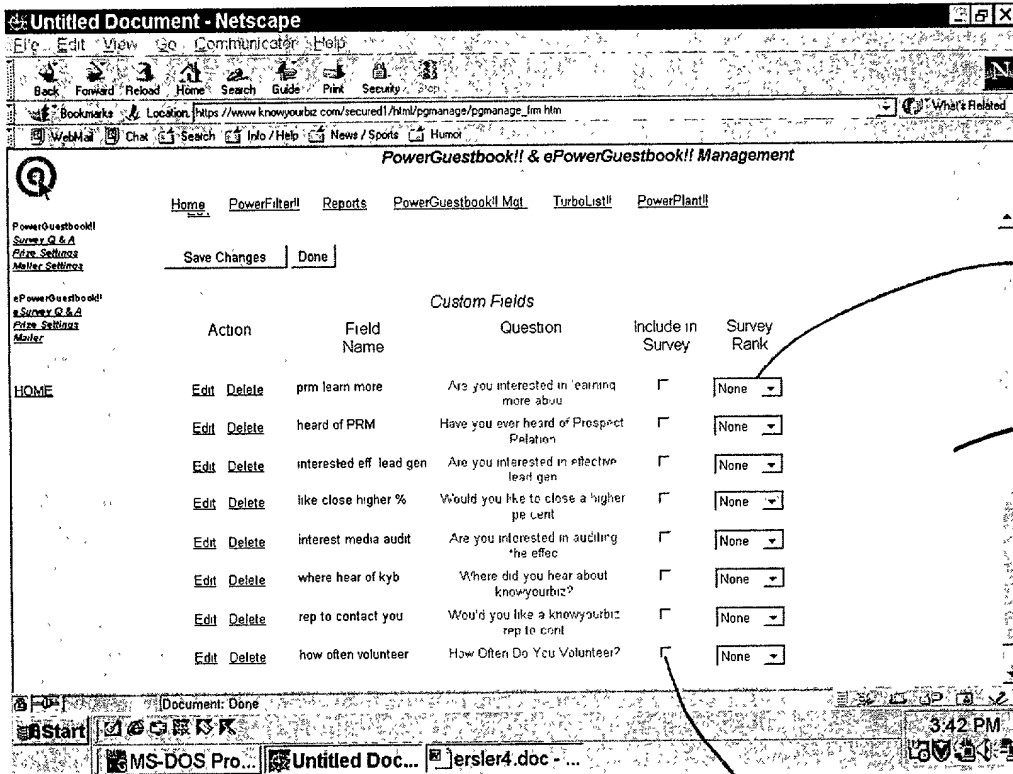 Untitled Document - Netscape
File Edit View Go Communicator Help
Back Forward Reload Home Search Guide Print Security Stop
N
Bookmarks Location: https://www.knowyourbiz.com/secured1/html/pgmanage/pgmanage_frm.htm What's Related
WebMail Chat Search Info / Help News / Sports Humor
PowerGuestbook!! & ePowerGuestbook!! Management
Home PowerFilter!! Reports PowerGuestbook!! Mgt. TurboList!! PowerPlant!!
PowerGuestbook!!
Survey Q & A
Prize Settings
Mailer Settings
ePowerGuestbook!!
eSurvey Q & A
Prize Settings
Mailer
HOME
Save Changes Done
Custom Fields
Action Field Name Question Include in Survey Survey Rank
Edit Delete prm learn more Are you interested in learning more abou None
Edit Delete heard of PRM Have you ever heard of Prospect Relation None
Edit Delete interested eff lead gen Are you interested in effective lead gen None
Edit Delete like close higher % Would you like to close a higher percent None
Edit Delete interest media audit Are you interested in auditing the effec None
Edit Delete where hear of kyb Where did you hear about knowyourbiz? None
Edit Delete rep to contact you Would you like a knowyourbiz rep to cont None
Edit Delete how often volunteer How Often Do You Volunteer? None
Document: Done
Start 3:42 PM
MS-DOS Pro... Untitled Doc... ersler4.doc - ...